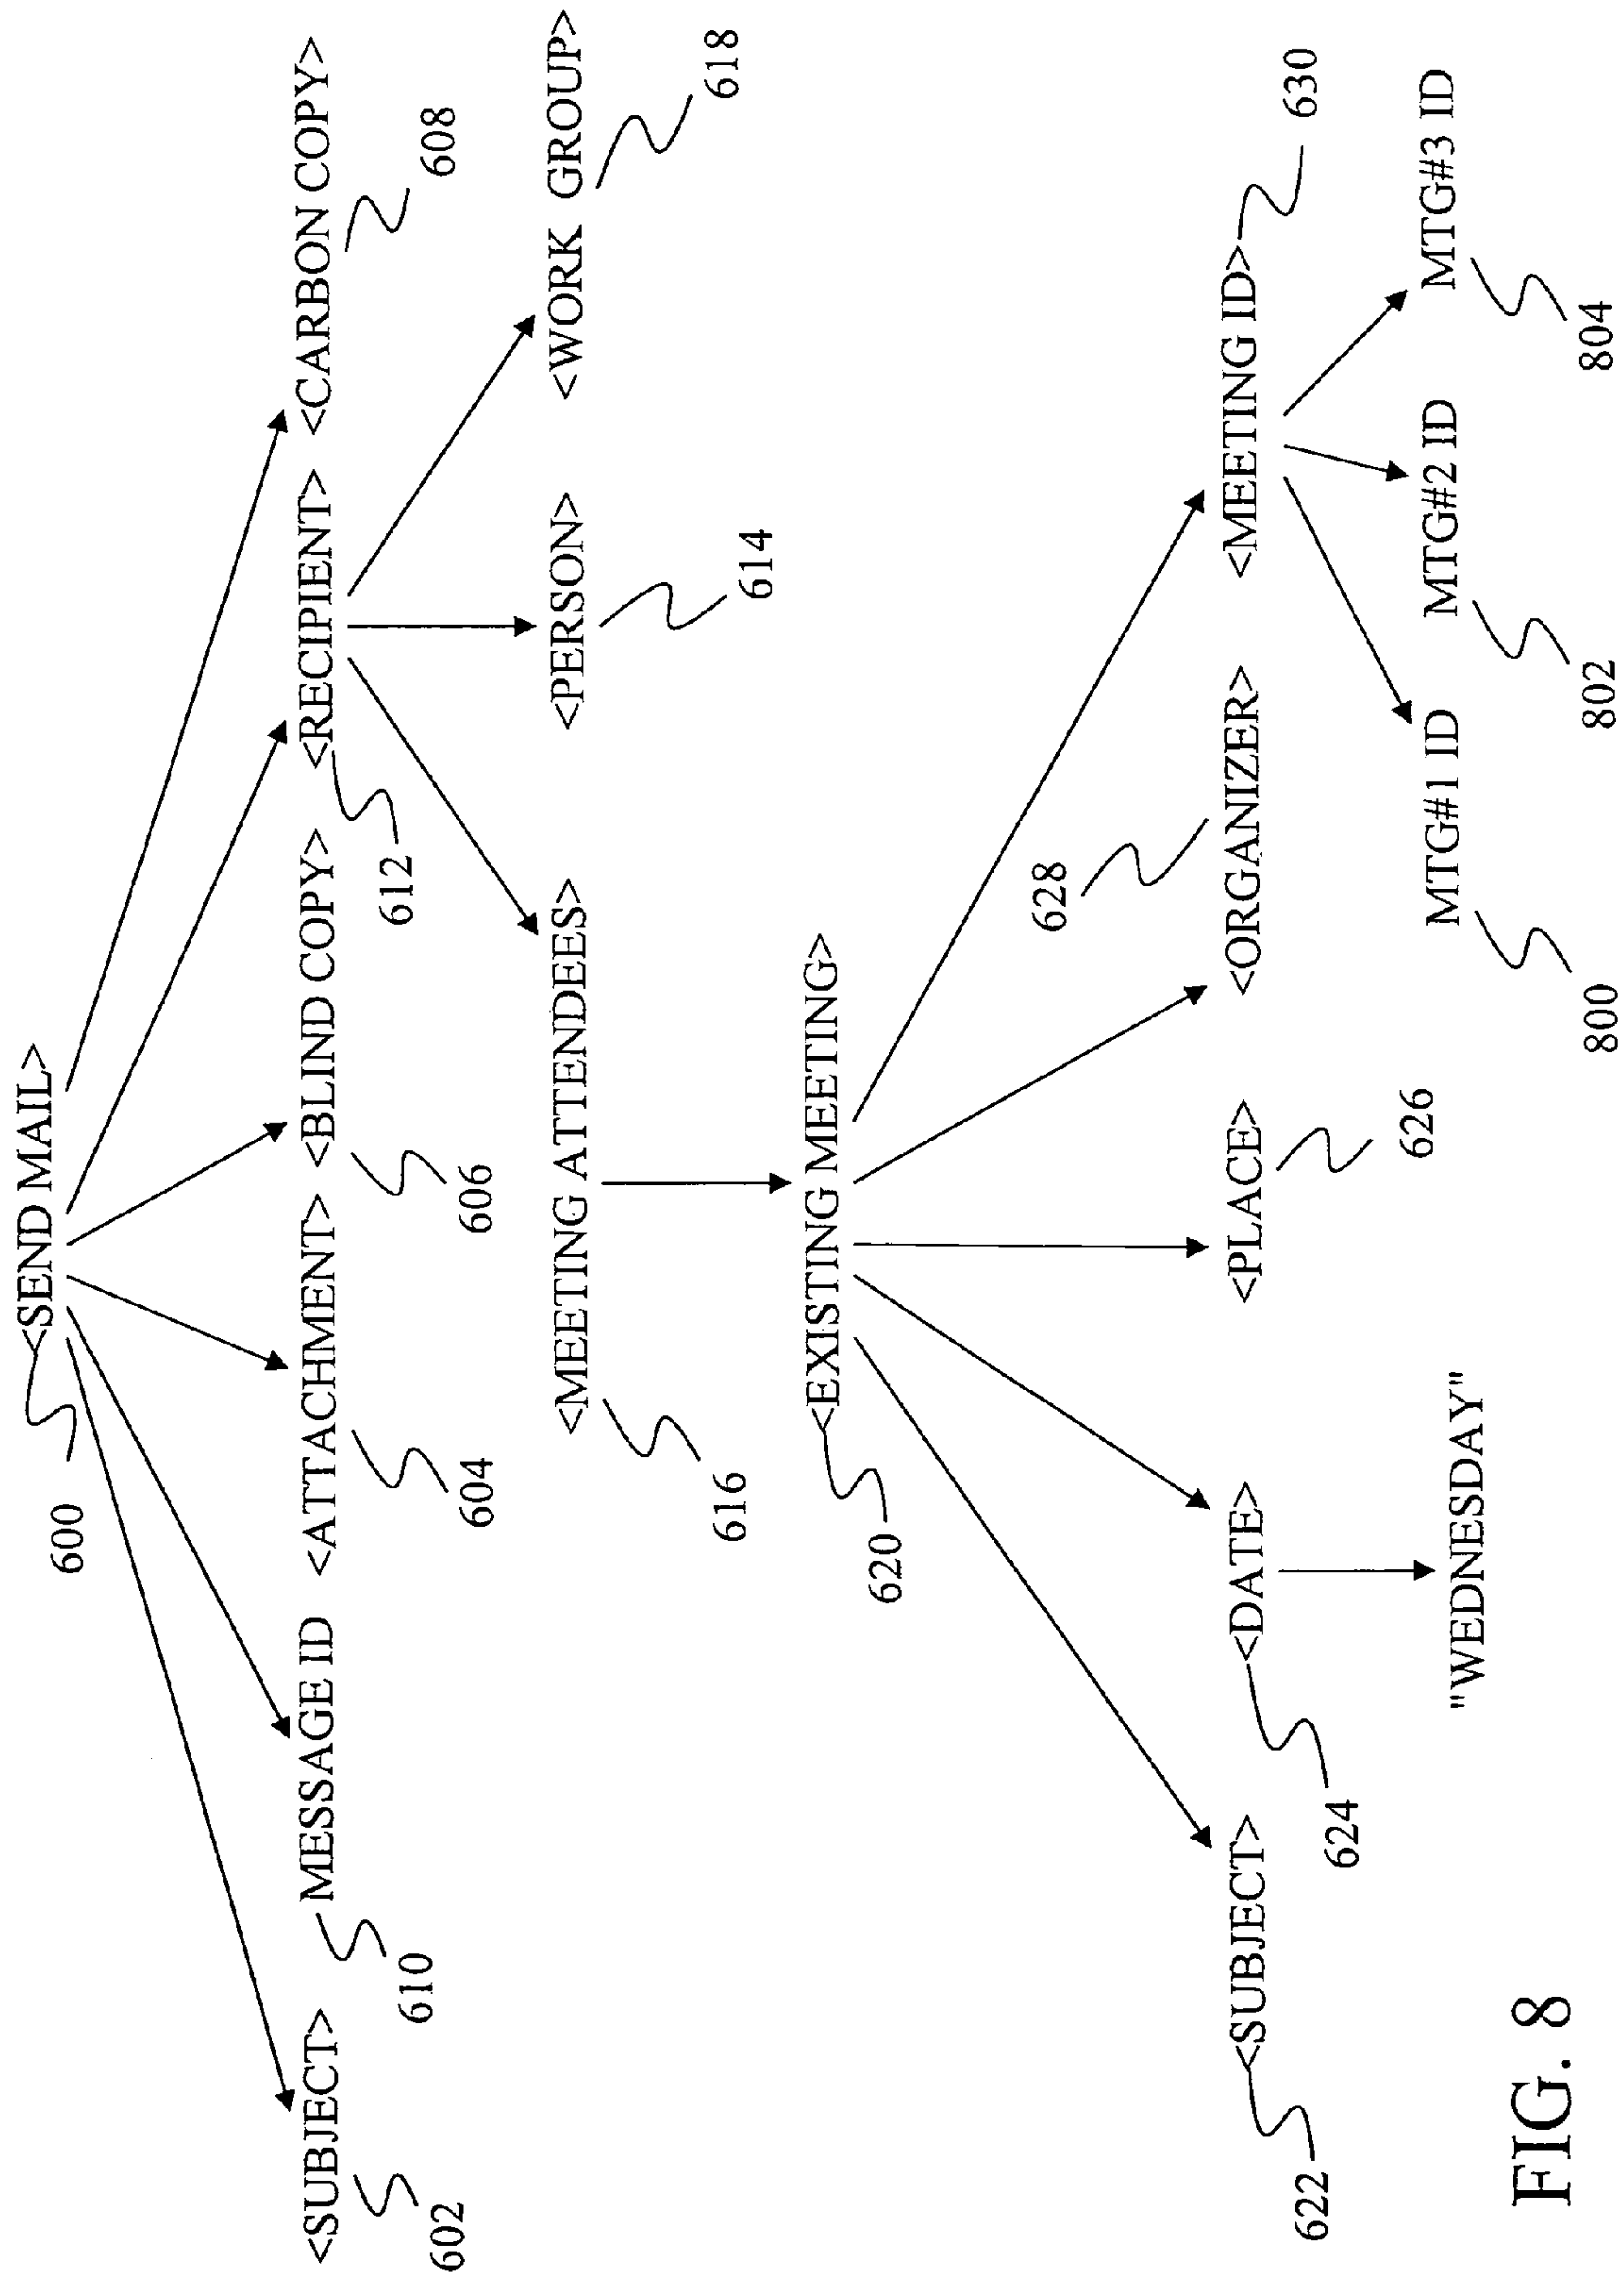 <SEND MAIL>
600
<SUBJECT> MESSAGE ID <ATTACHMENT> <BLIND COPY> <RECIPIENT> <CARBON COPY>
602 610 604 606 612 608
<MEETING ATTENDEES> <PERSON> <WORK GROUP>
616 614 618
<EXISTING MEETING>
620
628
<SUBJECT> <DATE> <PLACE> <ORGANIZER> <MEETING ID>
622 624 626 630
"WEDNESDAY" MTG#1 ID MTG#2 ID MTG#3 ID
800 802 804
FIG. 8